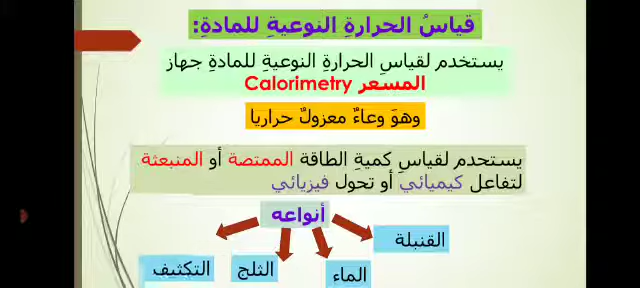 قياسُ الحرارةِ النوعيةِ للمادةِ:
يستخدم لقياسِ الحرارةِ النوعيةِ للمادةِ جهاز
المسعر Calorimetry
وهوَ وعاءٌ معزولٌ حراريا
يستحدم لقياسِ كميةِ الطاقة الممتصة أو المنبعثة
لتفاعل كيميائي أو تحول فيزيائي
أنواعه
القنبلة
الماء
الثلج
التكثيف